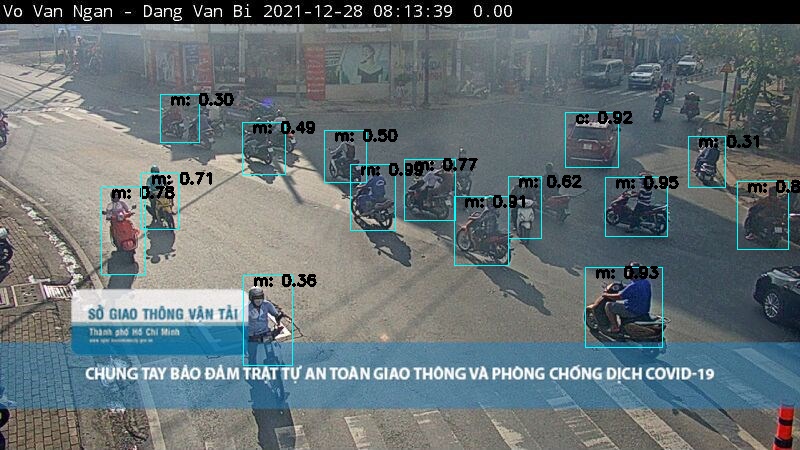 Vo Van Ngan - Dang Van Bi 2021-12-28 08:13:39 0.00
m: 0.30
m: 0.49
m: 0.50
c: 0.92
m: 0.31
m: 0.78
m: 0.71
m: 0.99
m: 0.77
m: 0.91
m: 0.62
m: 0.95
m: 0.8
m: 0.36
m: 0.93
SỞ GIAO THÔNG VẬN TẢI
Thành phố Hồ Chí Minh
CHUNG TAY BẢO ĐẢM TRẬT TỰ AN TOÀN GIAO THÔNG VÀ PHÒNG CHỐNG DỊCH COVID-19